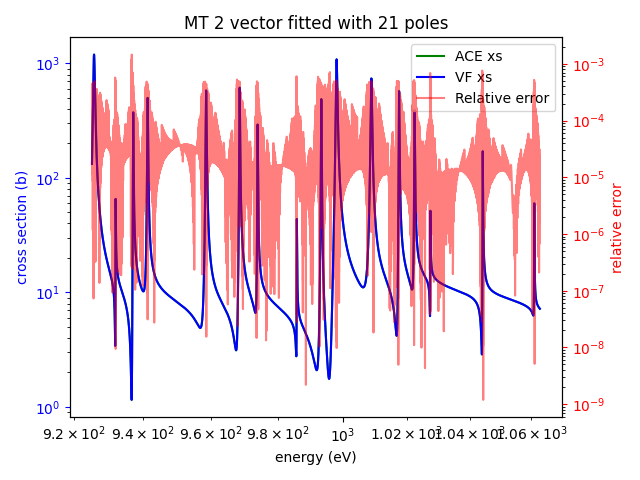 MT 2 vector fitted with 21 poles
ACE xs
VF xs
Relative error
cross section (b)
10³
10²
10¹
10⁰
relative error
10⁻³
10⁻⁴
10⁻⁵
10⁻⁶
10⁻⁷
10⁻⁸
10⁻⁹
9.2 × 10² 9.4 × 10² 9.6 × 10² 9.8 × 10² 10³ 1.02 × 10³ 1.04 × 10³ 1.06 × 10³
energy (eV)